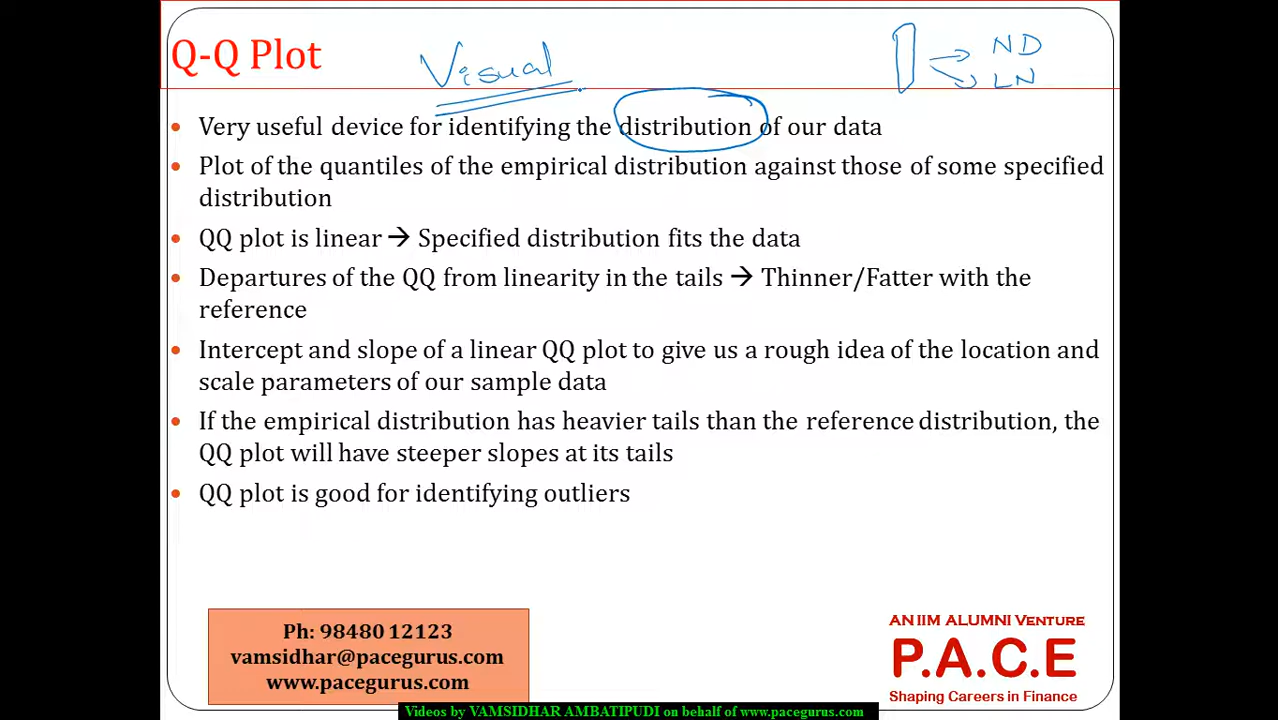 Q-Q Plot
Visual
ND
LN
• Very useful device for identifying the distribution of our data
• Plot of the quantiles of the empirical distribution against those of some specified
distribution
• QQ plot is linear → Specified distribution fits the data
• Departures of the QQ from linearity in the tails → Thinner/Fatter with the
reference
• Intercept and slope of a linear QQ plot to give us a rough idea of the location and
scale parameters of our sample data
• If the empirical distribution has heavier tails than the reference distribution, the
QQ plot will have steeper slopes at its tails
• QQ plot is good for identifying outliers
Ph: 98480 12123
vamsidhar@pacegurus.com
www.pacegurus.com
AN IIM ALUMNI VENTURE
P.A.C.E
Shaping Careers in Finance
Videos by VAMSIDHAR AMBATIPUDI on behalf of www.pacegurus.com